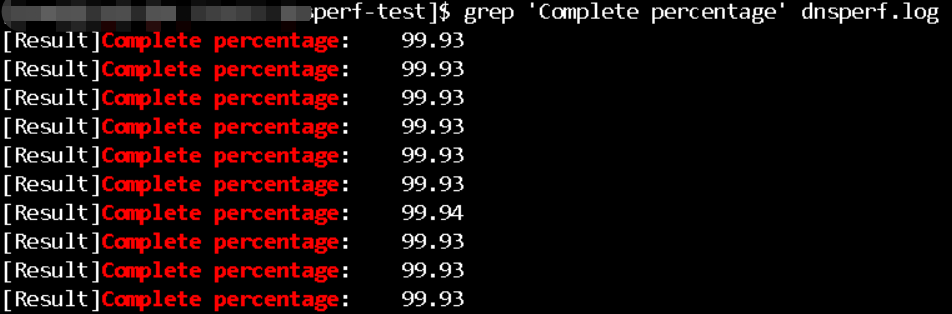 sperf-test]$ grep 'Complete percentage' dnsperf.log
[Result]Complete percentage: 99.93
[Result]Complete percentage: 99.93
[Result]Complete percentage: 99.93
[Result]Complete percentage: 99.93
[Result]Complete percentage: 99.93
[Result]Complete percentage: 99.93
[Result]Complete percentage: 99.94
[Result]Complete percentage: 99.93
[Result]Complete percentage: 99.93
[Result]Complete percentage: 99.93